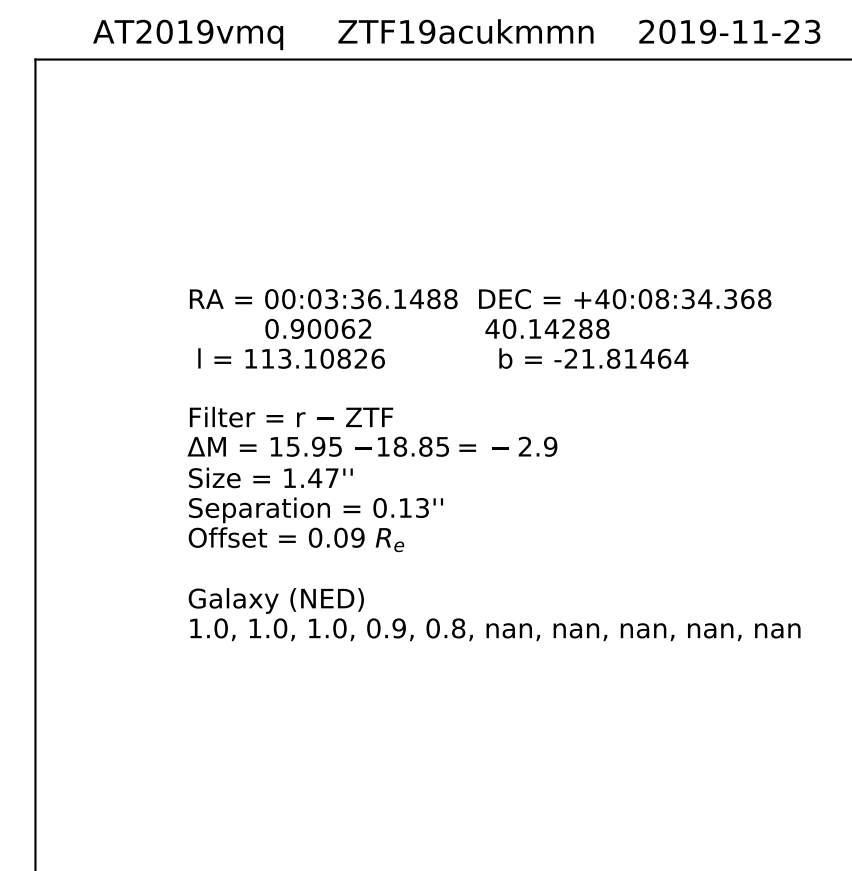 AT2019vmq ZTF19acukmmn 2019-11-23
RA = 00:03:36.1488 DEC = +40:08:34.368
0.90062 40.14288
l = 113.10826 b = -21.81464
Filter = r − ZTF
ΔM = 15.95 −18.85 = − 2.9
Size = 1.47''
Separation = 0.13''
Offset = 0.09 Re
Galaxy (NED)
1.0, 1.0, 1.0, 0.9, 0.8, nan, nan, nan, nan, nan